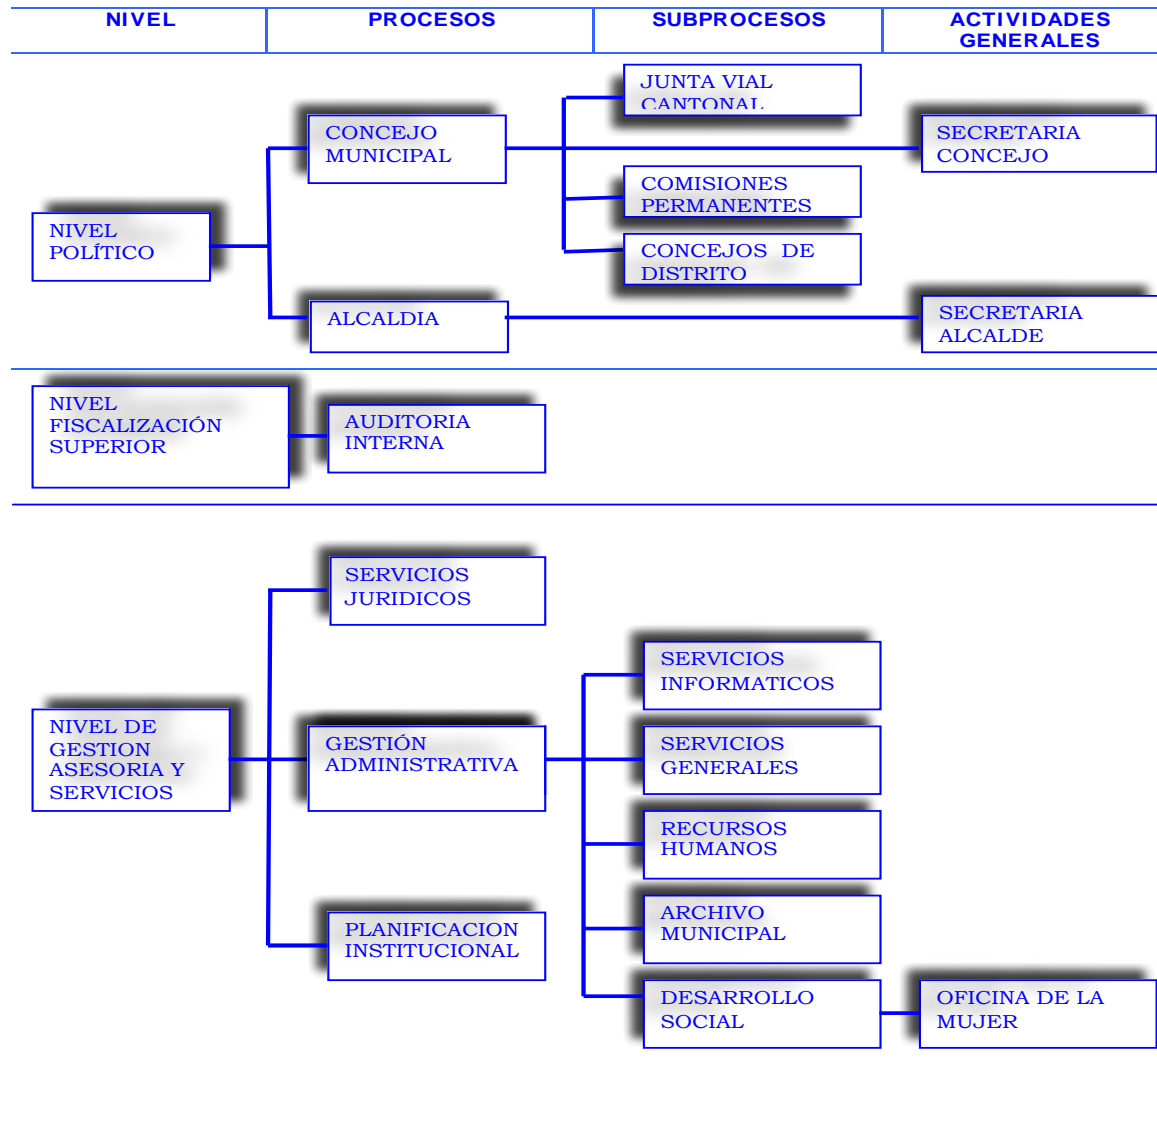 NIVEL
PROCESOS
SUBPROCESOS
ACTIVIDADES
GENERALES
JUNTA VIAL
CANTONAL
CONCEJO
MUNICIPAL
SECRETARIA
CONCEJO
COMISIONES
PERMANENTES
NIVEL
POLÍTICO
CONCEJOS DE
DISTRITO
ALCALDIA
SECRETARIA
ALCALDE
NIVEL
FISCALIZACIÓN
SUPERIOR
AUDITORIA
INTERNA
SERVICIOS
JURIDICOS
SERVICIOS
INFORMATICOS
NIVEL DE
GESTION
ASESORIA Y
SERVICIOS
GESTIÓN
ADMINISTRATIVA
SERVICIOS
GENERALES
RECURSOS
HUMANOS
PLANIFICACION
INSTITUCIONAL
ARCHIVO
MUNICIPAL
DESARROLLO
SOCIAL
OFICINA DE LA
MUJER